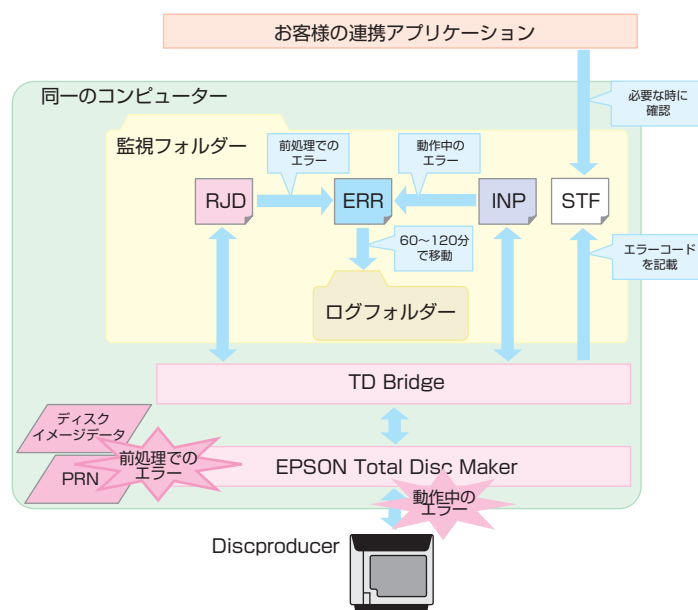 お客様の連携アプリケーション
同一のコンピューター
必要な時に
確認
監視フォルダー
前処理での
エラー
動作中の
エラー
RJD
ERR
INP
STF
60～120分
で移動
エラーコード
を記載
ログフォルダー
TD Bridge
ディスク
イメージデータ
前処理での
エラー
PRN
EPSON Total Disc Maker
動作中の
エラー
Discproducer